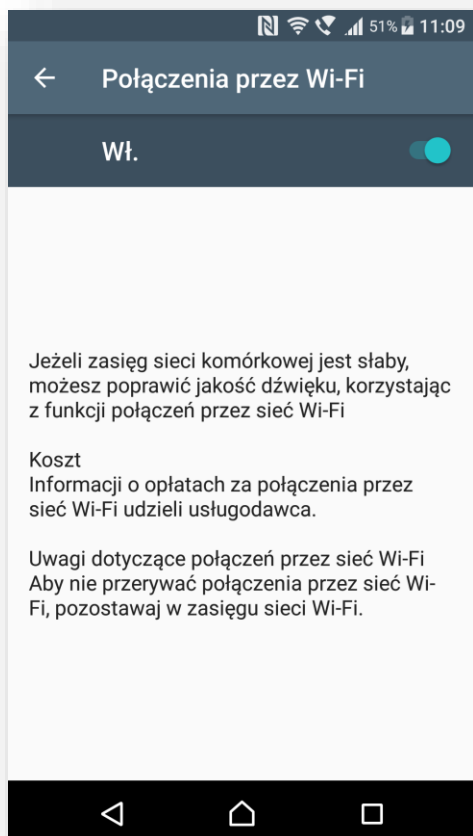 51% 11:09
Połączenia przez Wi-Fi
Wł.
Jeżeli zasięg sieci komórkowej jest słaby,
możesz poprawić jakość dźwięku, korzystając
z funkcji połączeń przez sieć Wi-Fi
Koszt
Informacji o opłatach za połączenia przez
sieć Wi-Fi udzieli usługodawca.
Uwagi dotyczące połączeń przez sieć Wi-Fi
Aby nie przerywać połączenia przez sieć Wi-
Fi, pozostawaj w zasięgu sieci Wi-Fi.